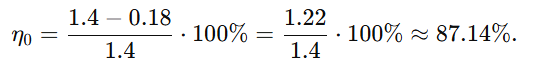 η₀ = (1.4 − 0.18)/1.4 · 100% = 1.22/1.4 · 100% ≈ 87.14%.